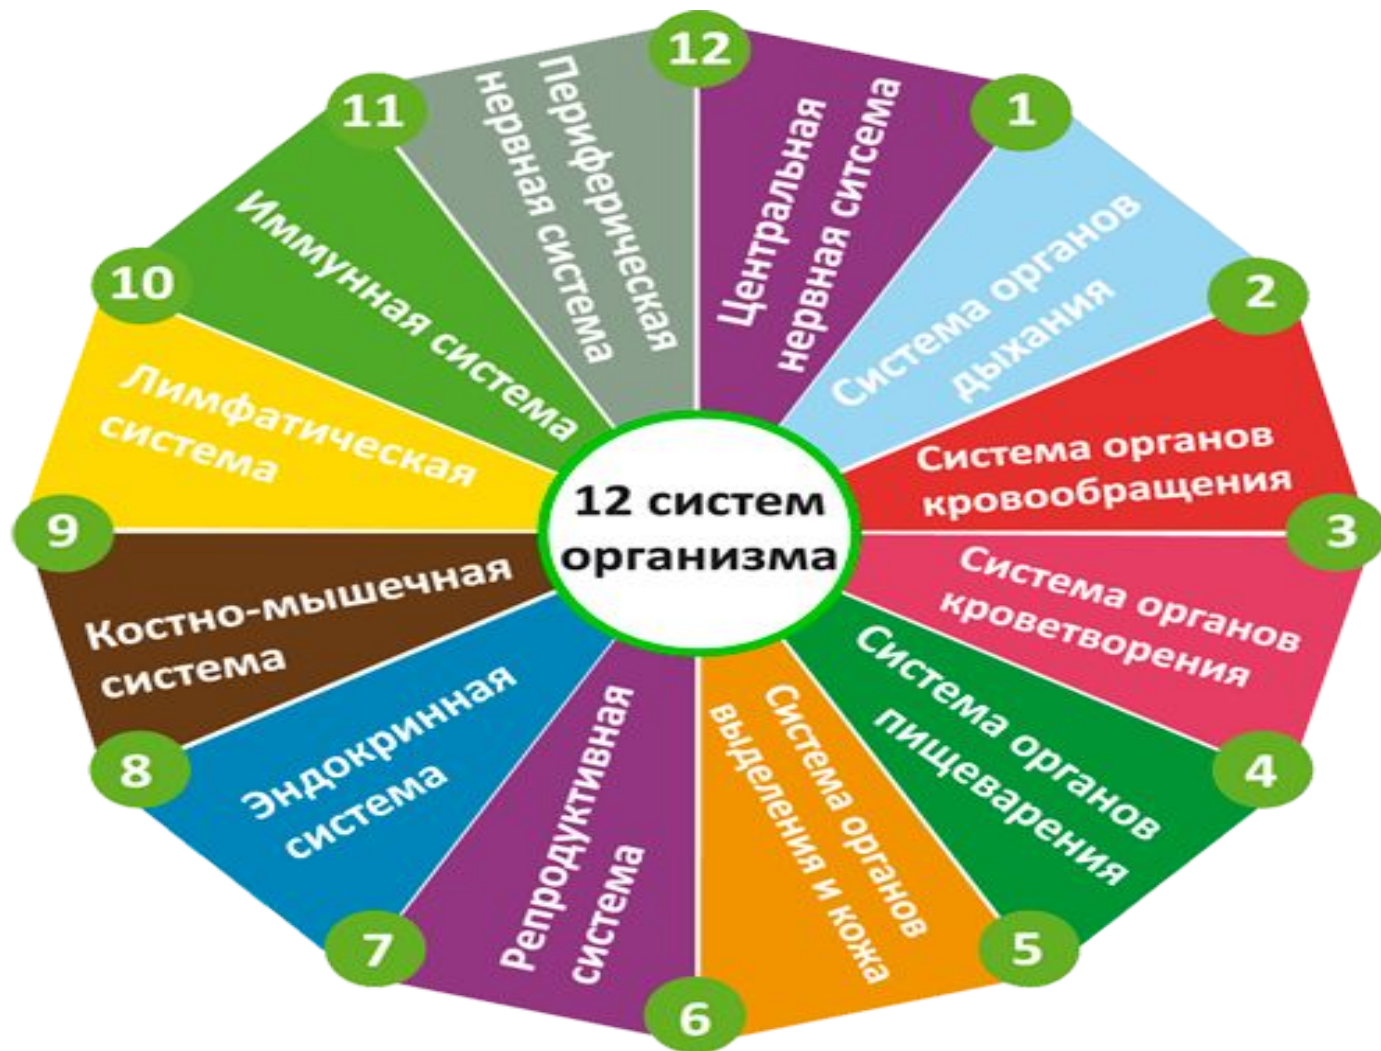 12 систем
организма
12
Центральная
нервная ситсема
1
Система органов
дыхания
2
Система органов
кровообращения
3
Система органов
кроветворения
4
Система органов
пищеварения
5
Система органов
выделения и кожа
6
Репродуктивная
система
7
Эндокринная
система
8
Костно-мышечная
система
9
Лимфатическая
система
10
Иммунная система
11
Периферическая
нервная система